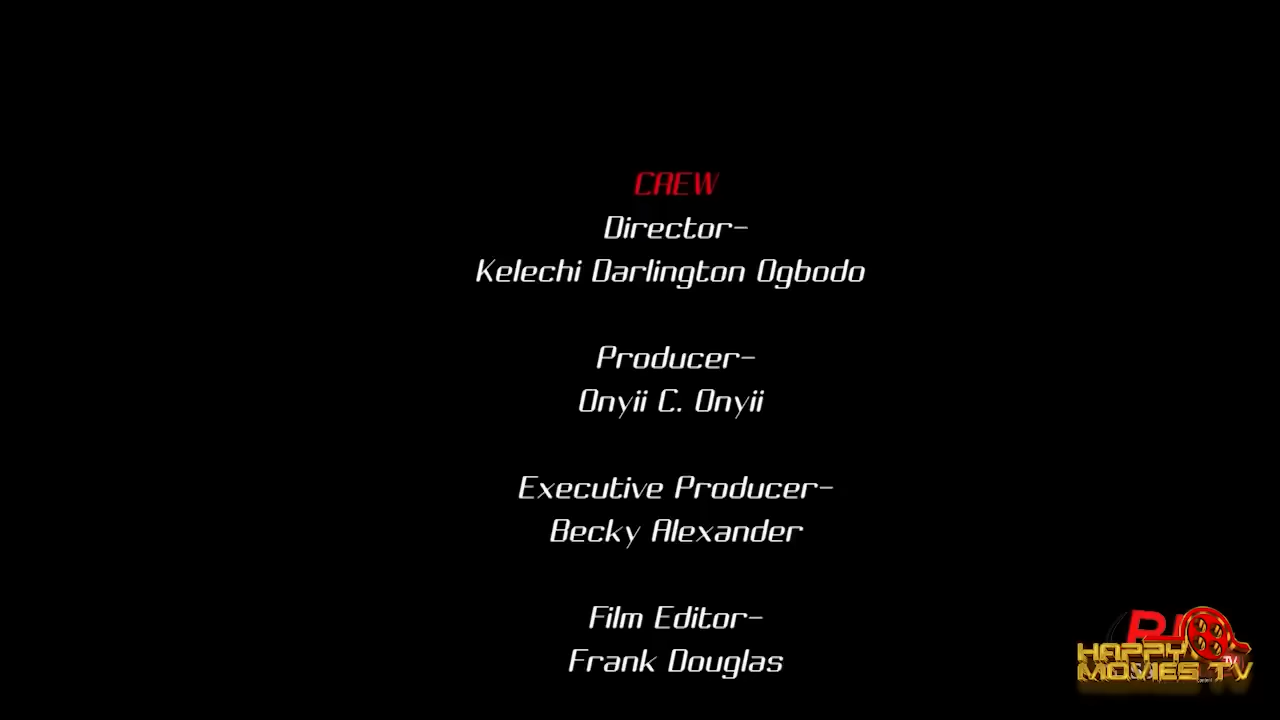 CREW
Director-
Kelechi Darlington Ogbodo
Producer-
Onyii C. Onyii
Executive Producer-
Becky Alexander
Film Editor-
Frank Douglas
HAPPY
MOVIES TV